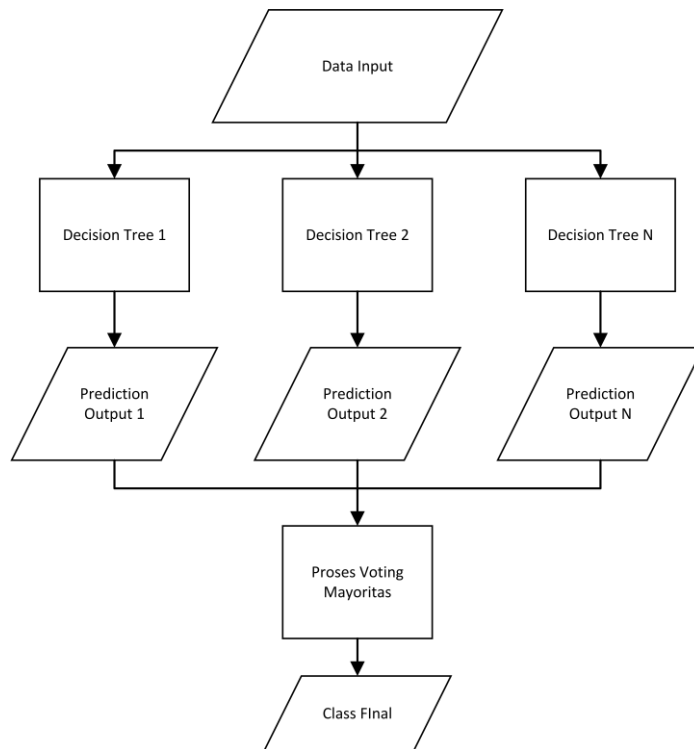 Data Input
Decision Tree 1
Decision Tree 2
Decision Tree N
Prediction
Output 1
Prediction
Output 2
Prediction
Output N
Proses Voting
Mayoritas
Class FInal